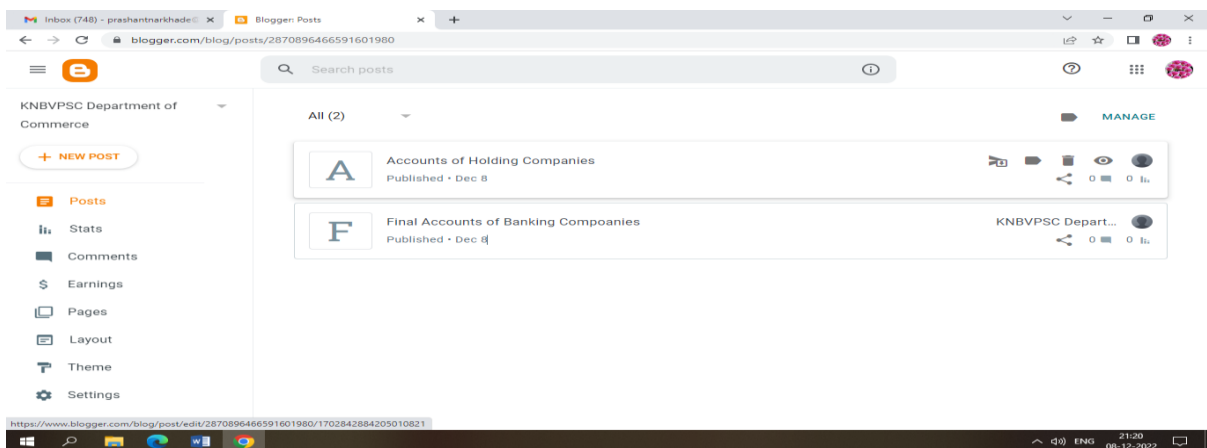 Inbox (748) - prashantnarkhade
Blogger: Posts
blogger.com/blog/posts/2870896466591601980
Search posts
KNBVPSC Department of
Commerce
NEW POST
Posts
Stats
Comments
Earnings
Pages
Layout
Theme
Settings
All (2)
MANAGE
A
Accounts of Holding Companies
Published • Dec 8
0
0
F
Final Accounts of Banking Compoanies
Published • Dec 8
KNBVPSC Depart...
0
0
https://www.blogger.com/blog/post/edit/2870896466591601980/1702842884205010821
ENG
21:20
08-12-2022